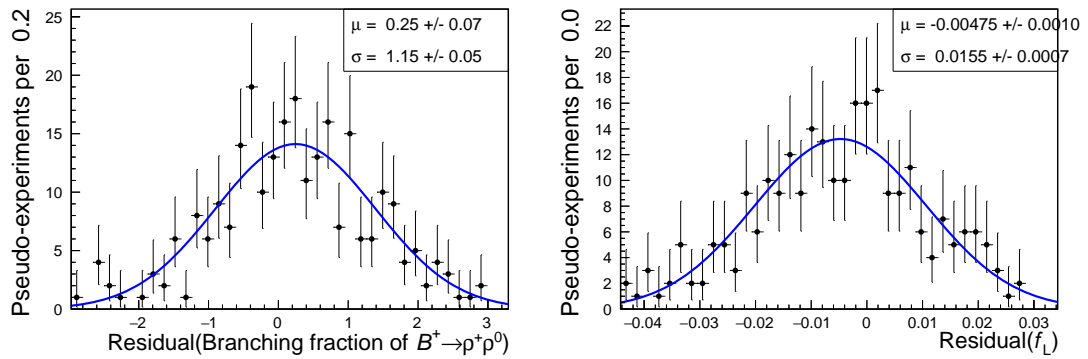 Pseudo-experiments per 0.2
25
20
15
10
5
0
μ = 0.25 +/- 0.07
σ = 1.15 +/- 0.05
−2 −1 0 1 2 3
Residual(Branching fraction of B⁺→ρ⁺ρ⁰)
Pseudo-experiments per 0.0
22
20
18
16
14
12
10
8
6
4
2
0
μ = -0.00475 +/- 0.0010
σ = 0.0155 +/- 0.0007
−0.04 −0.03 −0.02 −0.01 0 0.01 0.02 0.03
Residual(f_L)